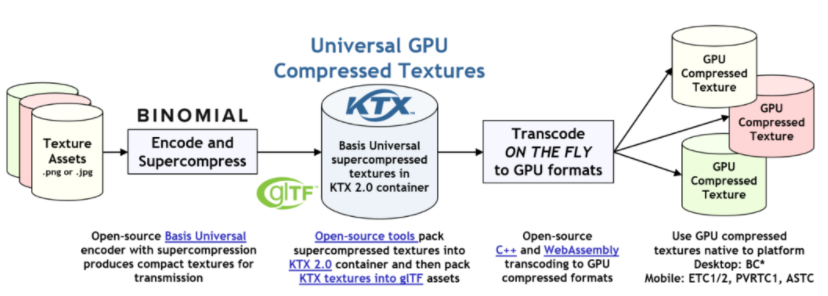 Universal GPU
Compressed Textures
Texture
Assets
.png or .jpg
BINOMIAL
Encode and
Supercompress
glTF™
KTX™
Basis Universal
supercompressed
textures in
KTX 2.0 container
Transcode
ON THE FLY
to GPU formats
GPU
Compressed
Texture
GPU
Compressed
Texture
GPU
Compressed
Texture
Open-source Basis Universal
encoder with supercompression
produces compact textures for
transmission
Open-source tools pack
supercompressed textures into
KTX 2.0 container and then pack
KTX textures into glTF assets
Open-source
C++ and WebAssembly
transcoding to GPU
compressed formats
Use GPU compressed
textures native to platform
Desktop: BC*
Mobile: ETC1/2, PVRTC1, ASTC